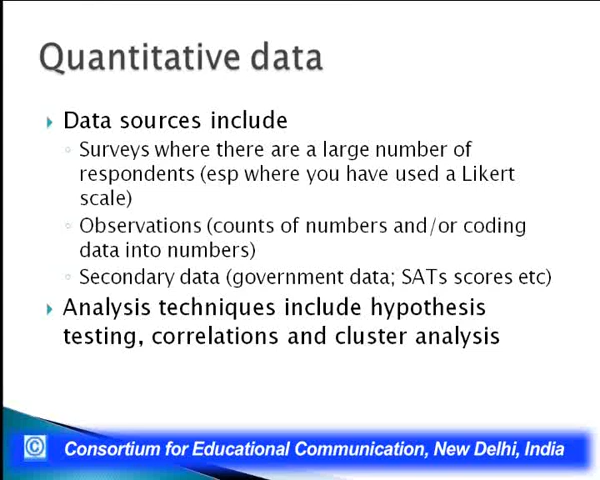 Quantitative data
Data sources include
Surveys where there are a large number of
respondents (esp where you have used a Likert
scale)
Observations (counts of numbers and/or coding
data into numbers)
Secondary data (government data; SATs scores etc)
Analysis techniques include hypothesis
testing, correlations and cluster analysis
© Consortium for Educational Communication, New Delhi, India